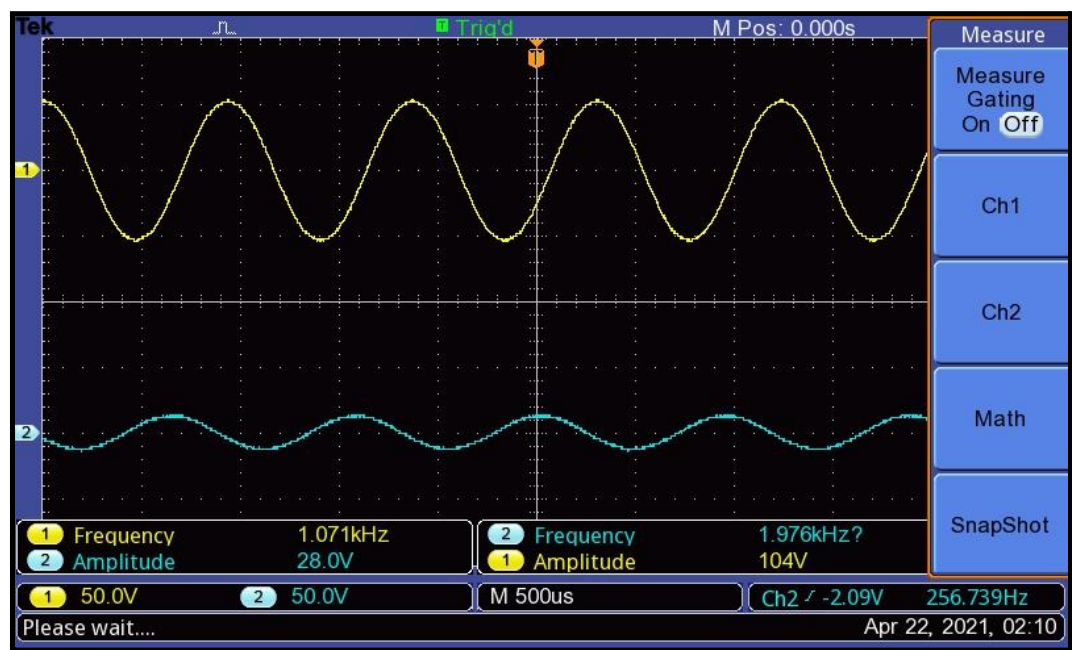 Tek T Trig'd M Pos: 0.000s
Measure
Measure
Gating
On Off
T
1
Ch1
Ch2
Math
2
SnapShot
1 Frequency 1.071kHz 2 Frequency 1.976kHz?
2 Amplitude 28.0V 1 Amplitude 104V
1 50.0V 2 50.0V M 500us Ch2 -2.09V 256.739Hz
Please wait.... Apr 22, 2021, 02:10